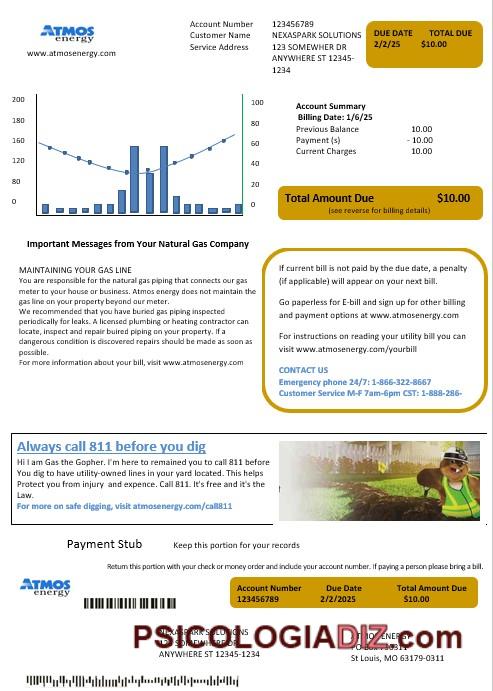 ATMOS
energy
www.atmosenergy.com
Account Number 123456789
Customer Name NEXASPARK SOLUTIONS
Service Address 123 SOMEWHER DR
ANYWHERE ST 12345-
1234
DUE DATE TOTAL DUE
2/2/25 $10.00
200
160
120
80
0
100
80
60
40
20
0
Account Summary
Billing Date: 1/6/25
Previous Balance 10.00
Payment (s) - 10.00
Current Charges 10.00
Total Amount Due $10.00
(see reverse for billing details)
Important Messages from Your Natural Gas Company
MAINTAINING YOUR GAS LINE
You are responsible for the natural gas piping that connects our gas
meter to your house or business. Atmos energy does not maintain the
gas line on your property beyond our meter.
We recommended that you have buried gas piping inspected
periodically for leaks. A licensed plumbing or heating contractor can
locate, inspect and repair buired piping on your property. If a
dangerous condition is discovered repairs should be made as soon as
possible.
For more information about your bill, visit www.atmosenergy.com
If current bill is not paid by the due date, a penalty
(if applicable) will appear on your next bill.
Go paperless for E-bill and sign up for other billing
and payment options at www.atmosenergy.com
For instructions on reading your utility bill you can
visit www.atmosenergy.com/yourbill
CONTACT US
Emergency phone 24/7: 1-866-322-8667
Customer Service M-F 7am-6pm CST: 1-888-286-
Always call 811 before you dig
Hi I am Gas the Gopher. I'm here to remained you to call 811 before
You dig to have utility-owned lines in your yard located. This helps
Protect you from injury and expence. Call 811. It's free and it's the
Law.
For more on safe digging, visit atmosenergy.com/call811
Payment Stub Keep this portion for your records
Return this portion with your check or money order and include your account number. If paying a person please bring bill.
ATMOS
energy
Account Number Due Date Total Amount Due
123456789 2/2/2025 $10.00
NEXASPARK SOLUTIONS
123 SOMEWHERE DR
ANYWHERE ST 12345-1234
PSICOLOGIADIZ.com
ATMOS ENERGY
PO Box 790311
St Louis, MO 63179-0311